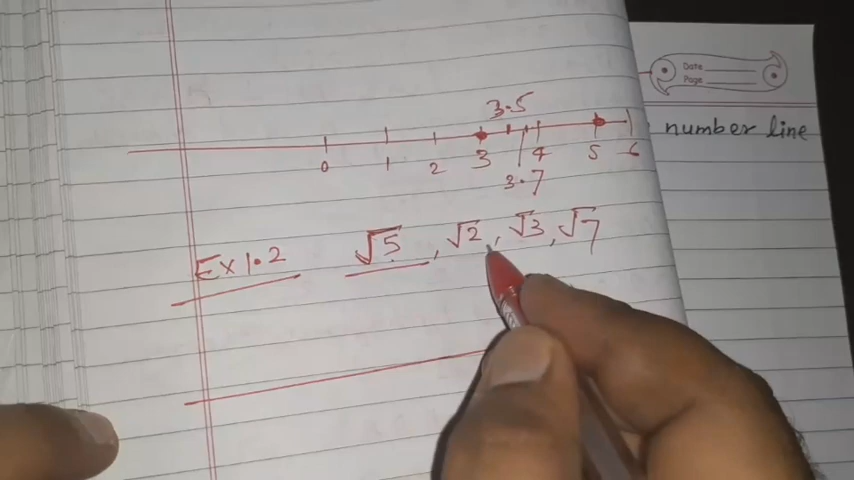 Date
Page
number line
3.5
0 1 2 3 4 5 6
3.7
Ex 1.2 √5, √2, √3, √7